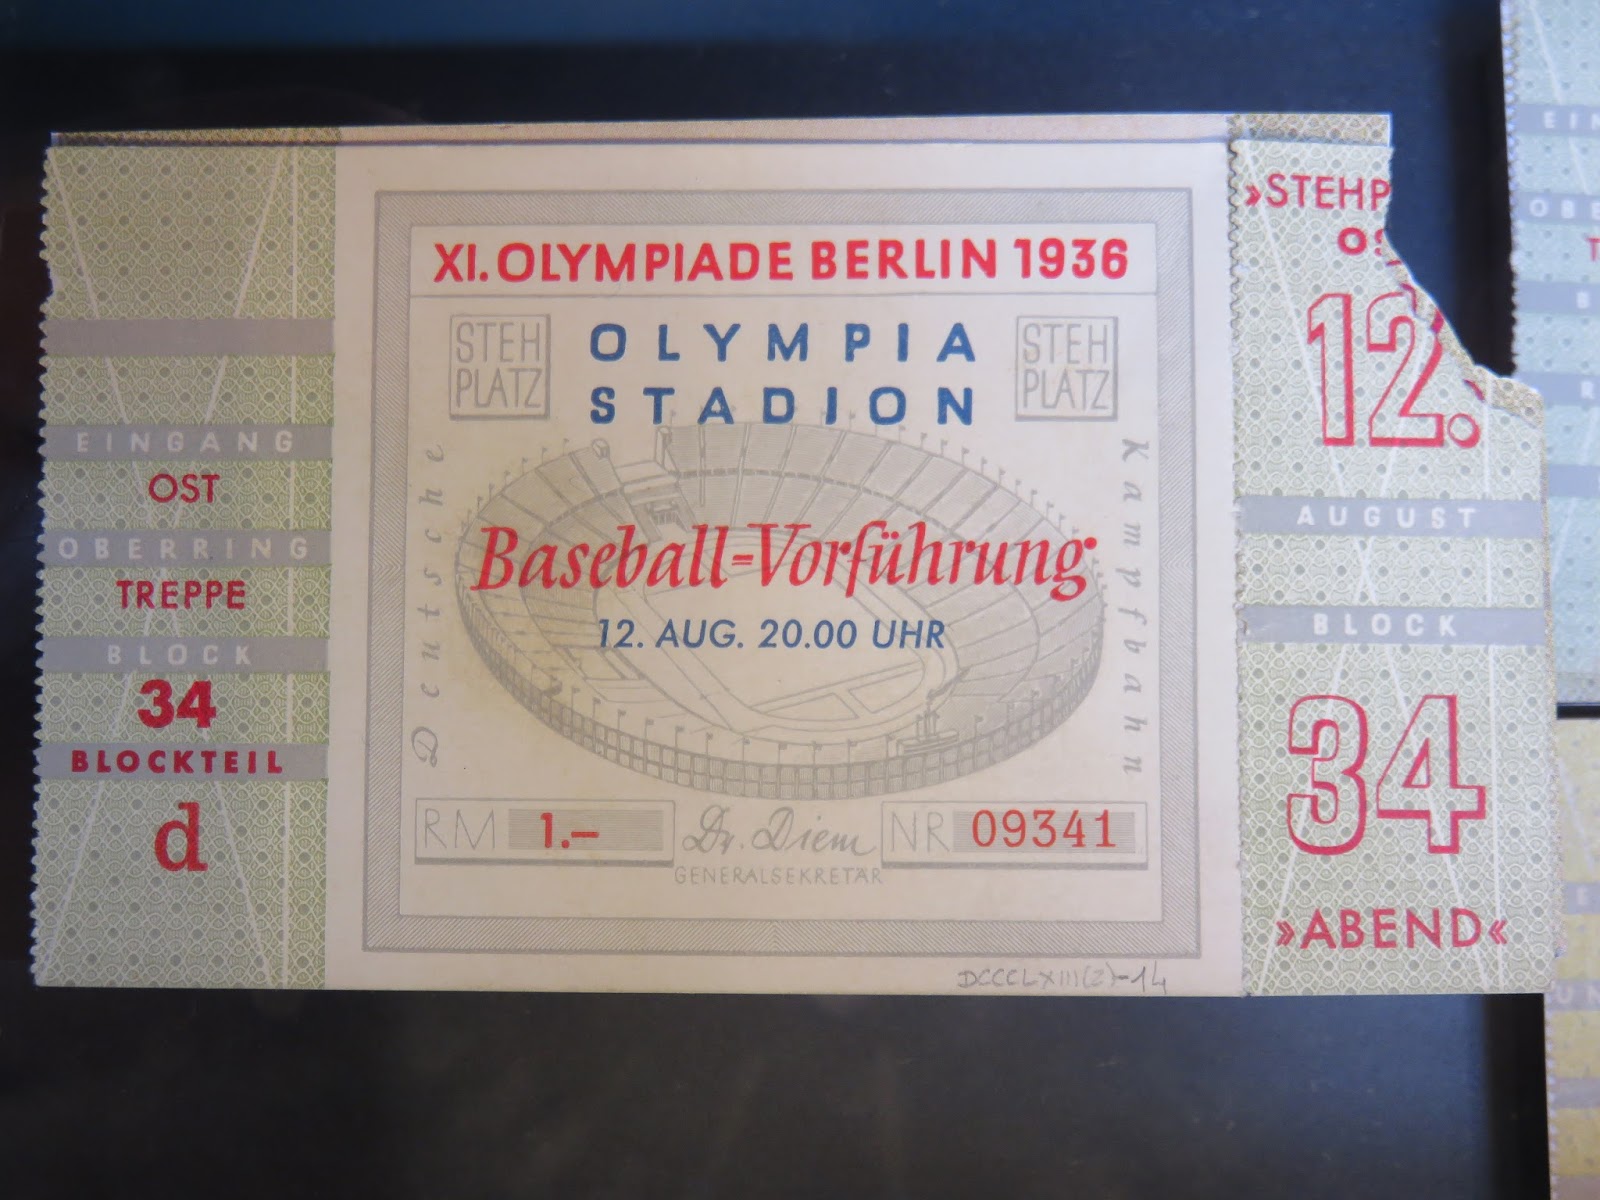 EINGANG
OST
OBERRING
TREPPE
BLOCK
34
BLOCKTEIL
d
XI. OLYMPIADE BERLIN 1936
STEH
PLATZ
OLYMPIA
STADION
STEH
PLATZ
Deutsche
Kampfbahn
Baseball=Vorführung
12. AUG. 20.00 UHR
RM 1.–
Dr. Diem
GENERALSEKRETÄR
NR 09341
DCCCLXIII(2)-14
»STEHP
OS
12.
AUGUST
BLOCK
34
»ABEND«